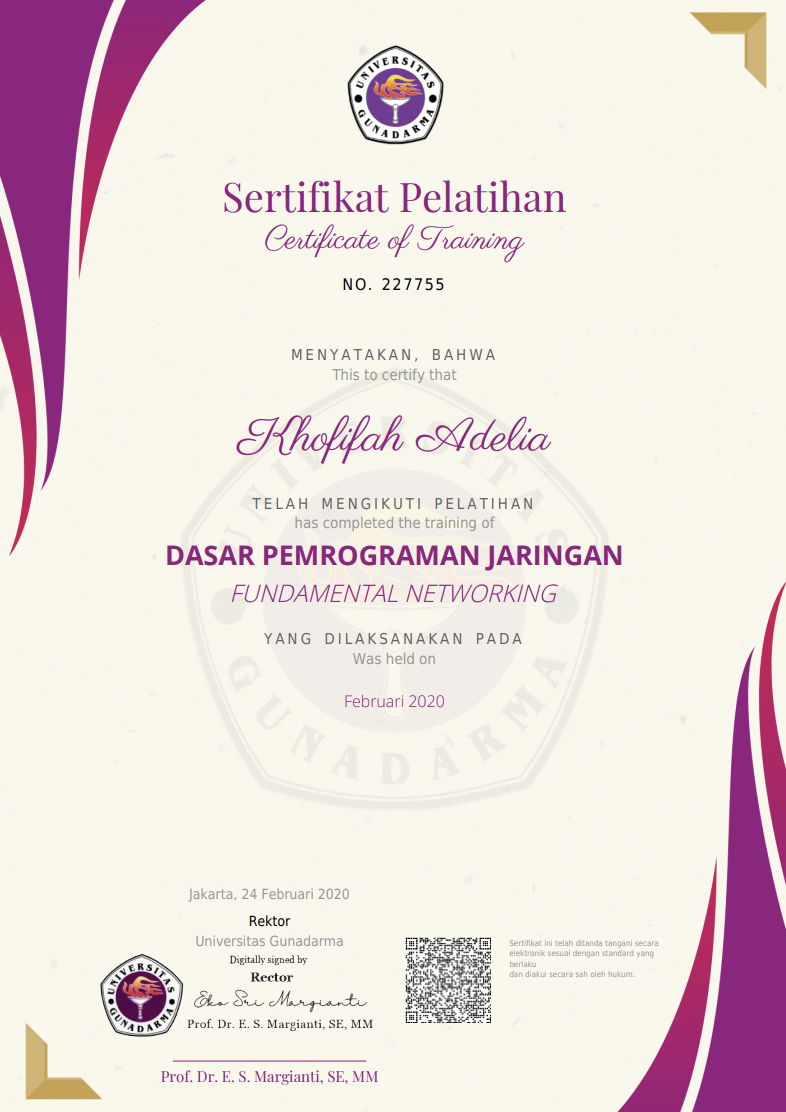 UNIVERSITAS
GUNADARMA
Sertifikat Pelatihan
Certificate of Training
NO. 227755
MENYATAKAN, BAHWA
This to certify that
Khofifah Adelia
TELAH MENGIKUTI PELATIHAN
has completed the training of
DASAR PEMROGRAMAN JARINGAN
FUNDAMENTAL NETWORKING
YANG DILAKSANAKAN PADA
Was held on
Februari 2020
UNIVERSITAS
GUNADARMA
Jakarta, 24 Februari 2020
Rektor
Universitas Gunadarma
Digitally signed by
Rector
Eko Sri Margianti
Prof. Dr. E. S. Margianti, SE, MM
UNIVERSITAS
GUNADARMA
Prof. Dr. E. S. Margianti, SE, MM
Sertifikat ini telah ditanda tangani secara
elektronik sesuai dengan standard yang
berlaku
dan diakui secara sah oleh hukum.